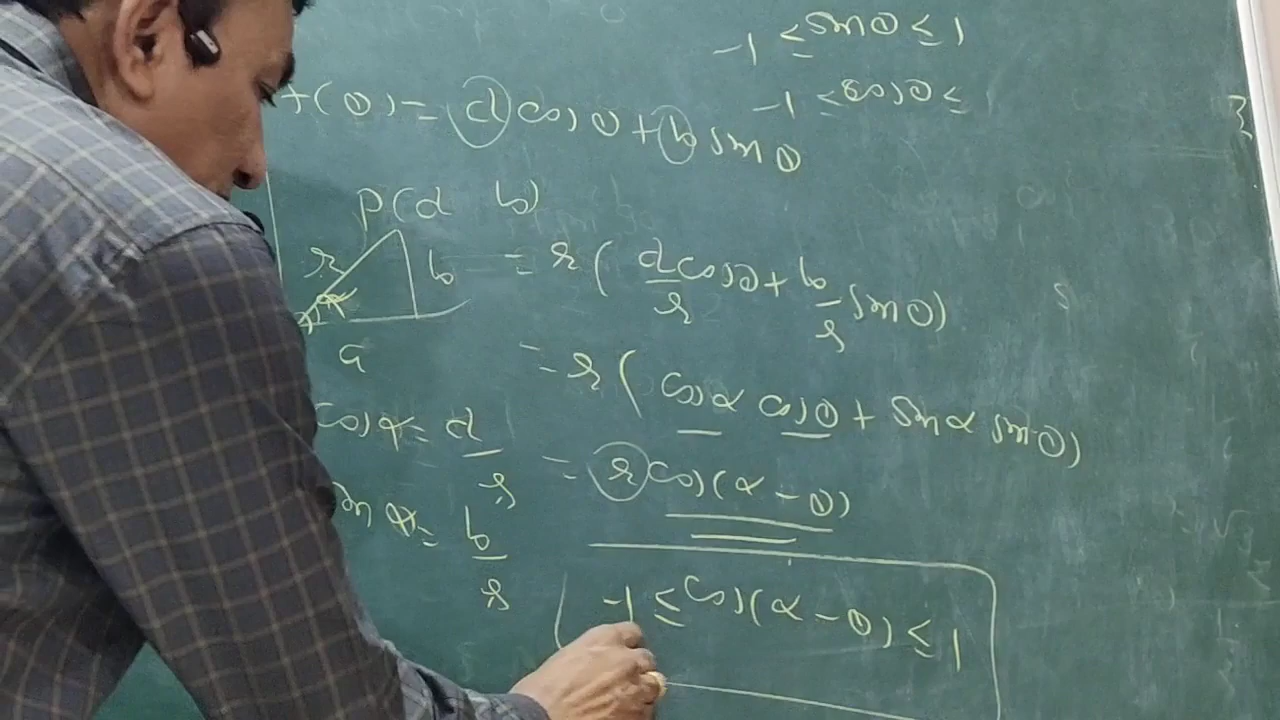 -1 ≤ sin θ ≤ 1
-1 ≤ cos θ ≤
f(θ) = a cos θ + b sin θ
P(a b)
r
b
α
a
= r ( a/r cos θ + b/r sin θ)
= r ( cos α cos θ + sin α sin θ)
cos α = a/r
= r cos(α - θ)
sin α = b/r
-1 ≤ cos(α - θ) ≤ 1